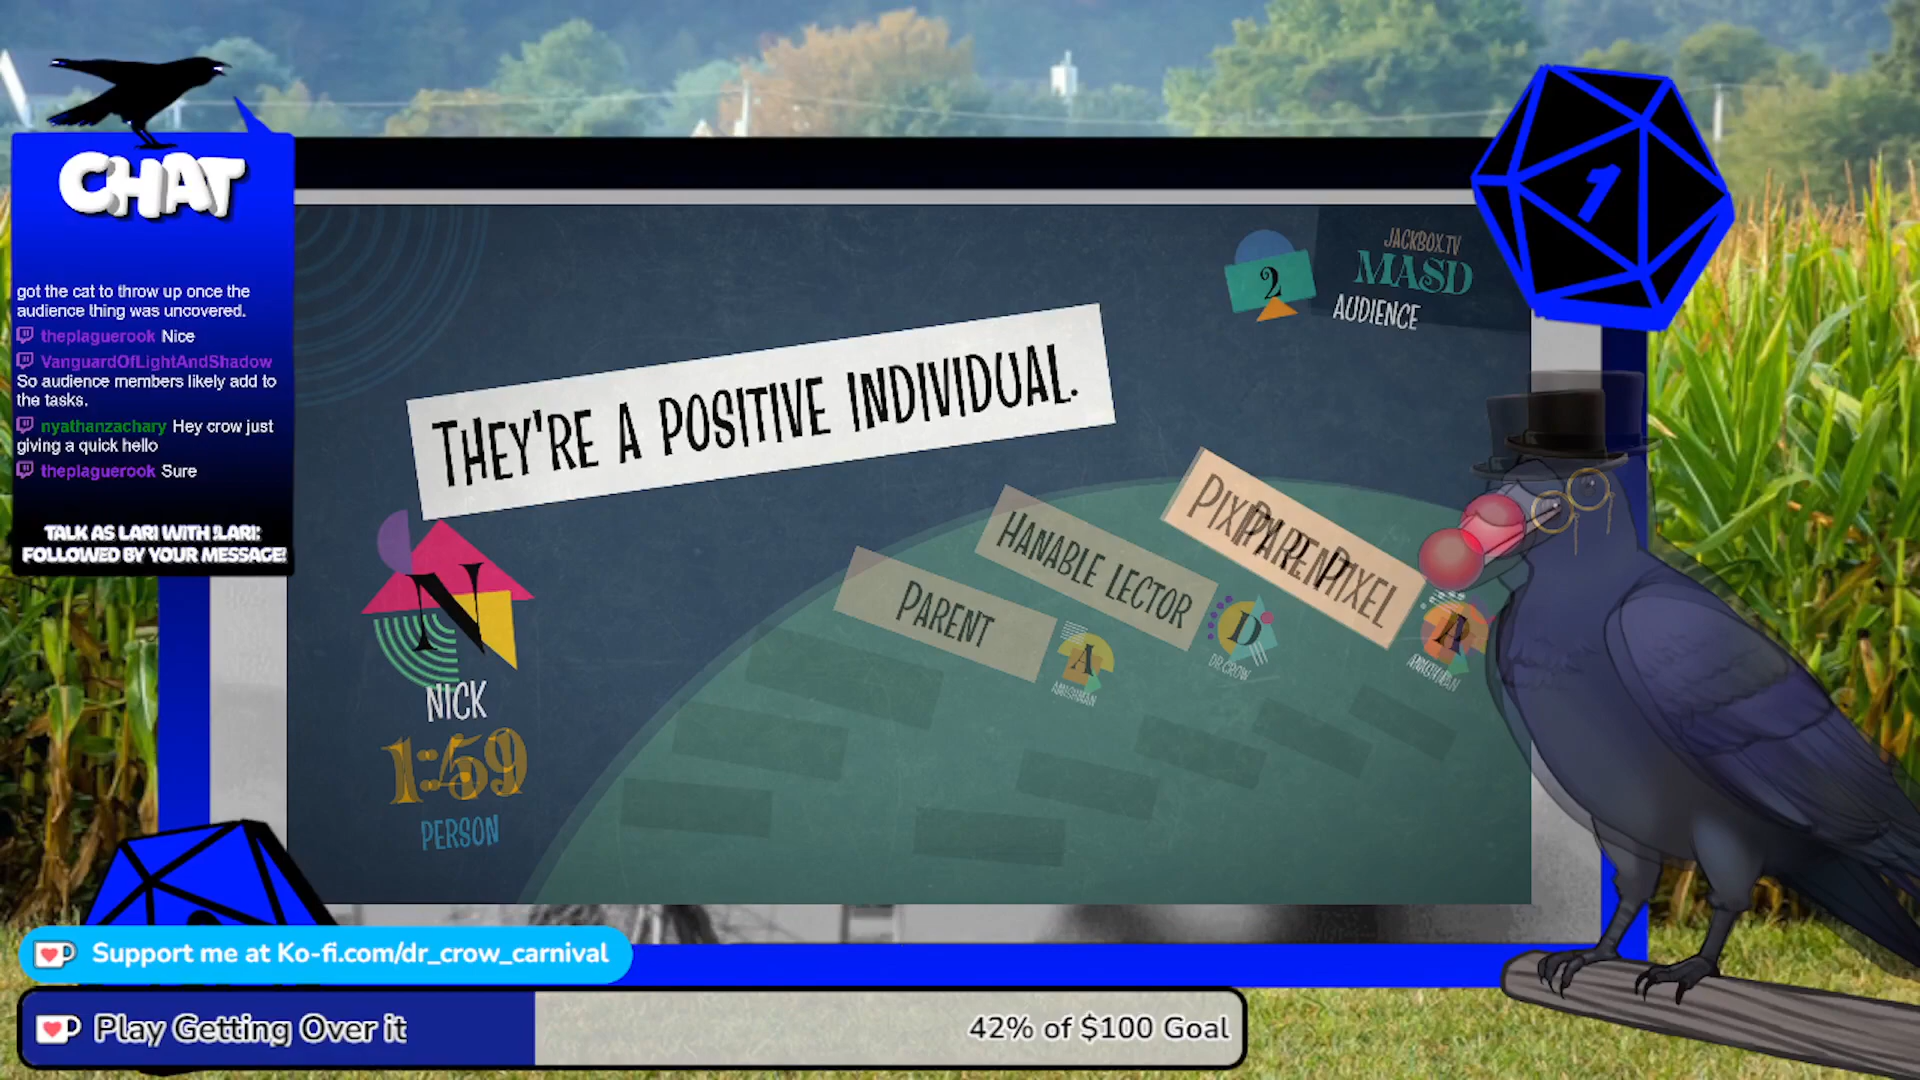 CHAT
got the cat to throw up once the
audience thing was uncovered.
theplaguerook Nice
VanguardOfLightAndShadow
So audience members likely add to
the tasks.
nyathanzachary Hey crow just
giving a quick hello
theplaguerook Sure
TALK AS LARI WITH !LARI:
FOLLOWED BY YOUR MESSAGE!
JACKBOX.TV
MASD
AUDIENCE
2
1
THEY'RE A POSITIVE INDIVIDUAL.
HANABLE LECTOR
PARENT
D
DR. CROW
A
N
NICK
1:59
PERSON
Support me at Ko-fi.com/dr_crow_carnival
Play Getting Over it
42% of $100 Goal